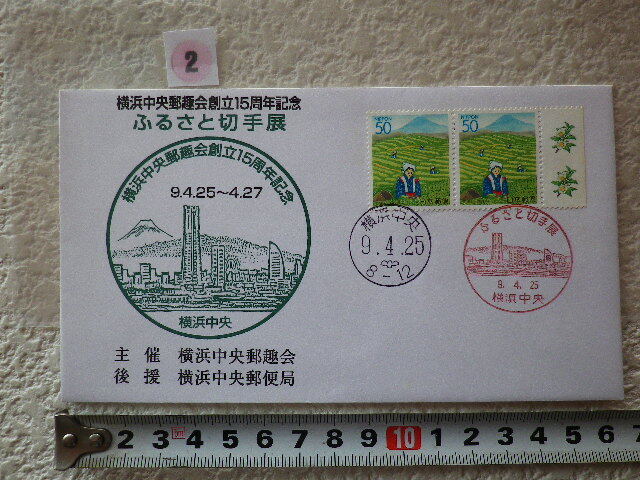 2
横浜中央郵趣会創立15周年記念
ふるさと切手展
横浜中央郵趣会創立15周年記念
9.4.25～4.27
横浜中央
主催 横浜中央郵趣会
後援 横浜中央郵便局
NIPPON
50
NIPPON
50
横浜中央
9.4.25
8-12
ふるさと切手展
9. 4. 25
横浜中央
2 3 4 5 6 7 8 9 10 1 2 3 4 5 6 7